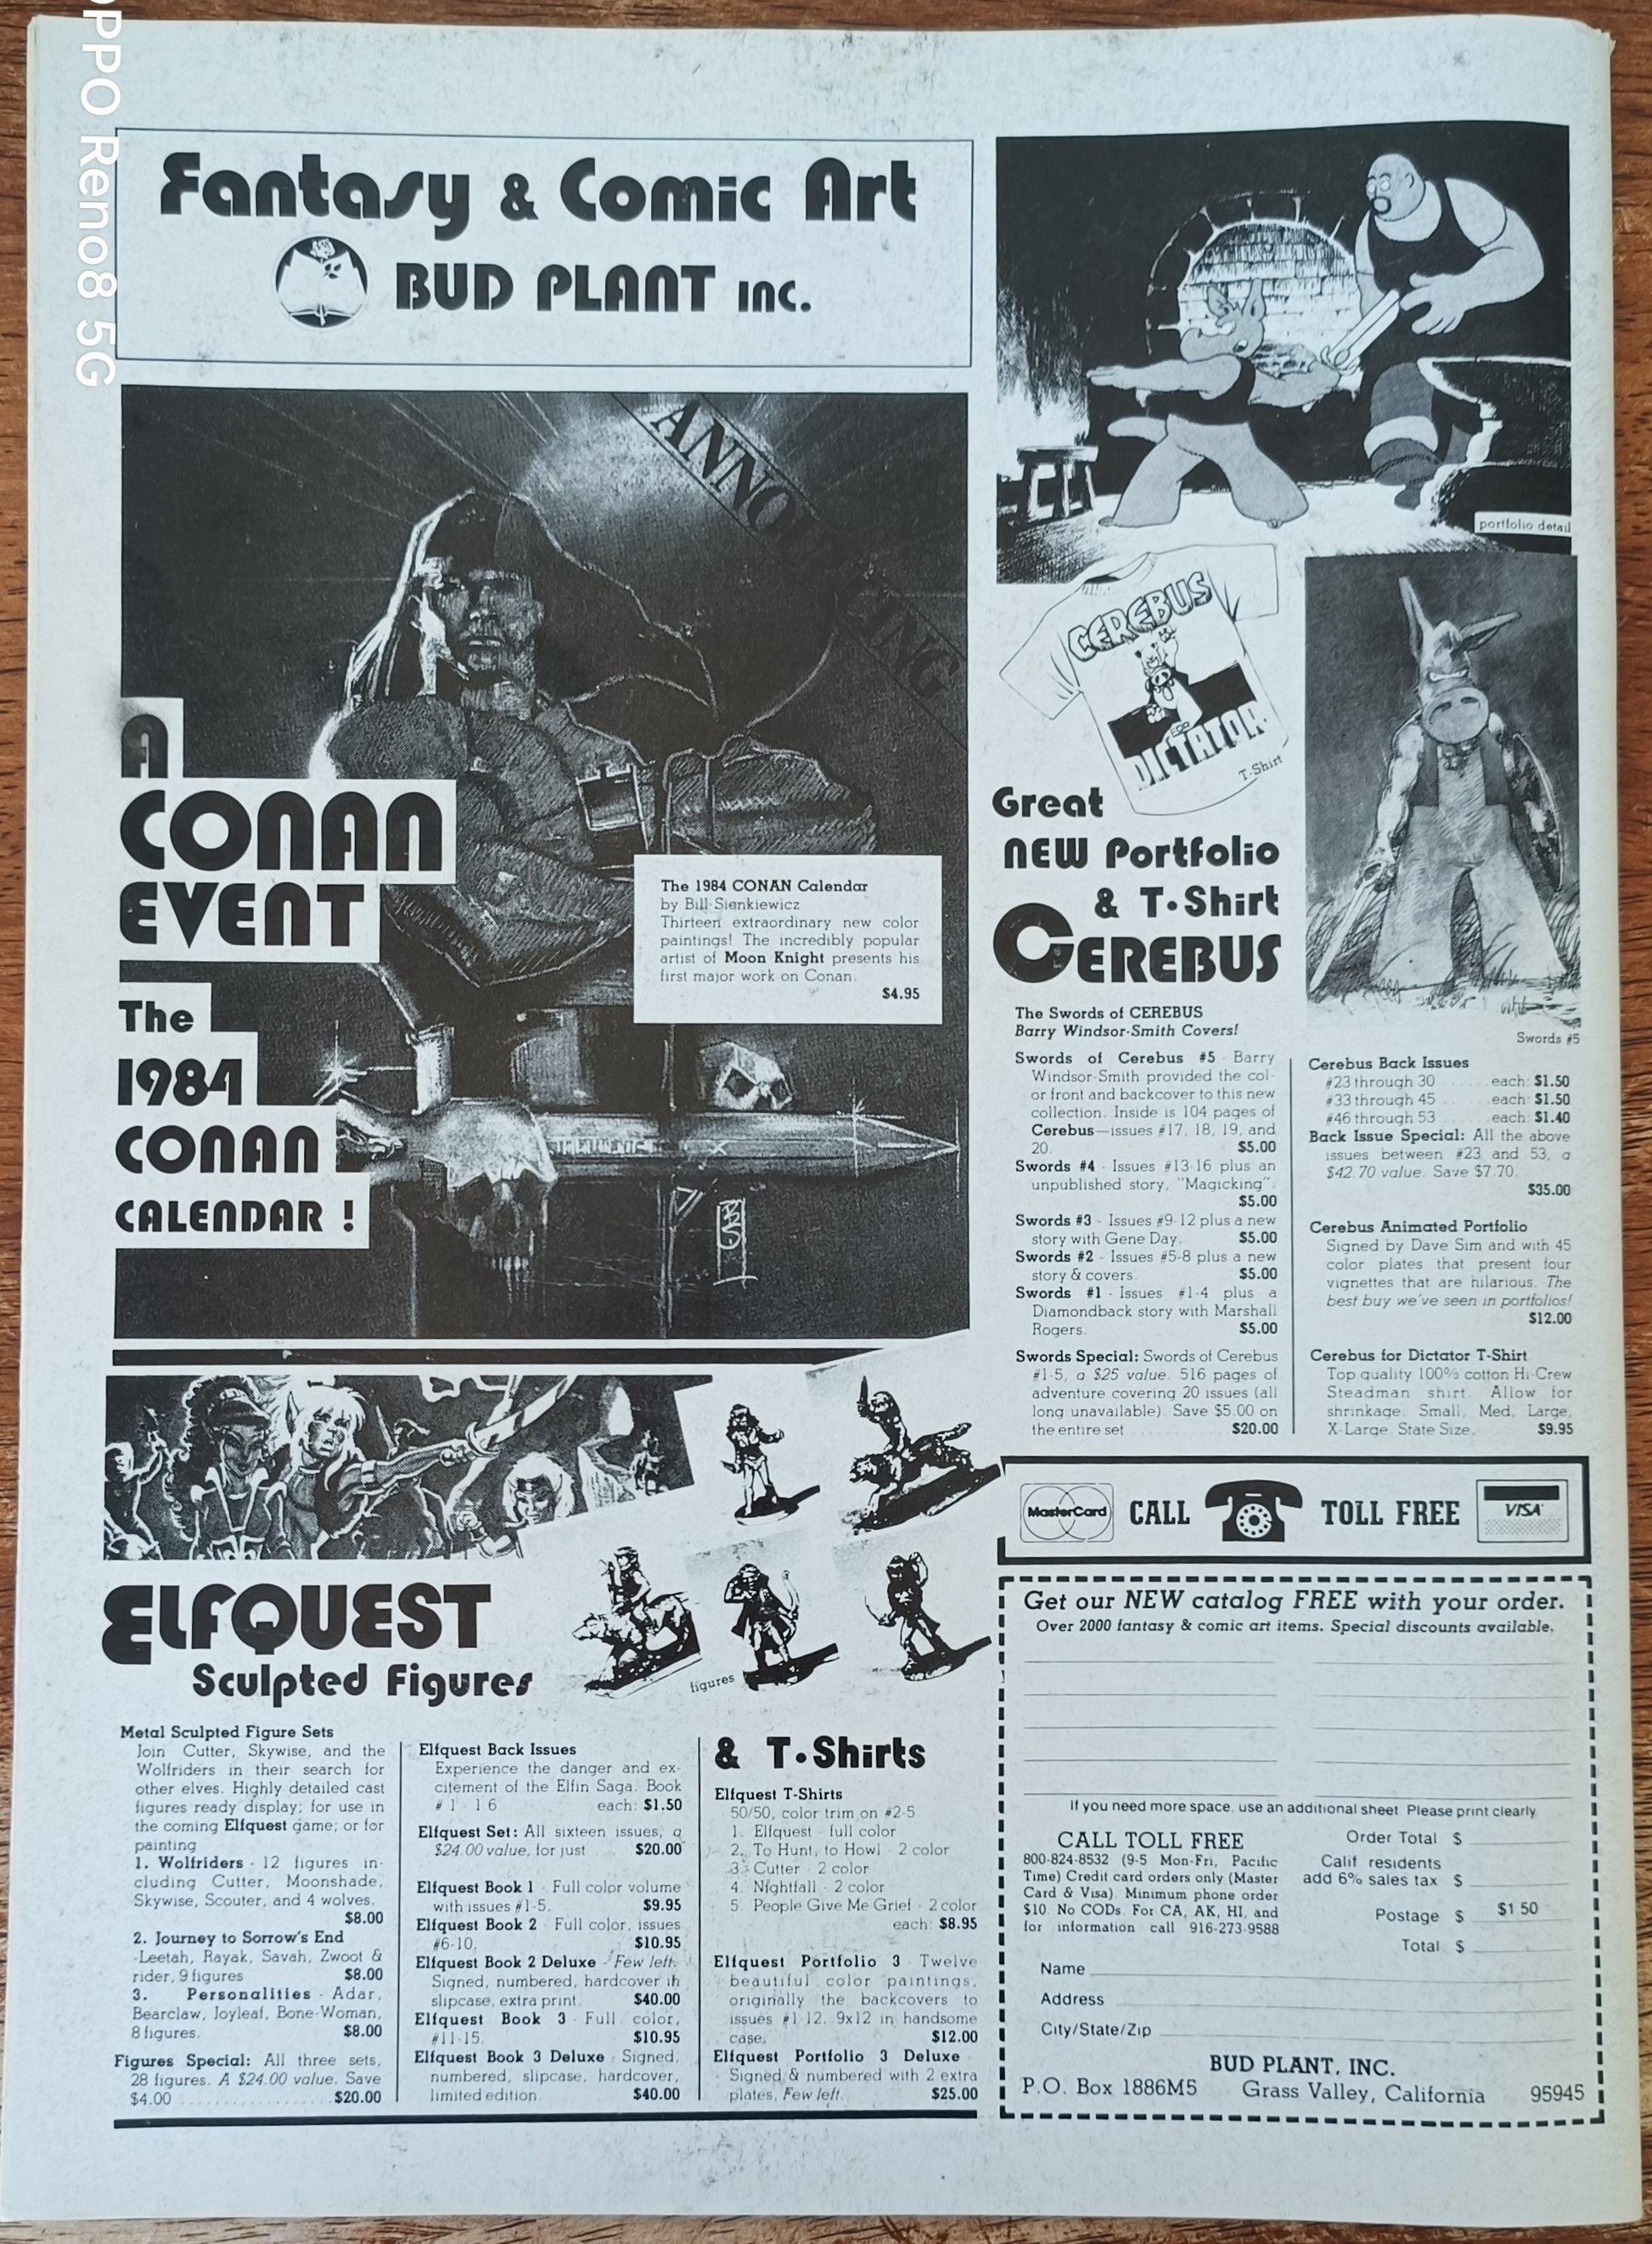 OPPO Reno8 5G
Fantasy & Comic Art
BUD PLANT INC.
ANNOUNCING
A
CONAN
EVENT
The
1984
CONAN
CALENDAR !
The 1984 CONAN Calendar
by Bill Sienkiewicz
Thirteen extraordinary new color
paintings! The incredibly popular
artist of Moon Knight presents his
first major work on Conan.
$4.95
portfolio detail
CEREBUS
FOR
DICTATOR
T-Shirt
Great
NEW Portfolio
& T•Shirt
CEREBUS
Swords #5
The Swords of CEREBUS
Barry Windsor-Smith Covers!
Swords of Cerebus #5 - Barry
Windsor-Smith provided the col-
or front and backcover to this new
collection. Inside is 104 pages of
Cerebus—issues #17, 18, 19, and
20. $5.00
Swords #4 - Issues #13-16 plus an
unpublished story, "Magicking".
$5.00
Swords #3 - Issues #9-12 plus a new
story with Gene Day. $5.00
Swords #2 - Issues #5-8 plus a new
story & covers. $5.00
Swords #1 - Issues #1-4 plus a
Diamondback story with Marshall
Rogers. $5.00
Swords Special: Swords of Cerebus
#1-5, a $25 value. 516 pages of
adventure covering 20 issues (all
long unavailable). Save $5.00 on
the entire set ............ $20.00
Cerebus Back Issues
#23 through 30 ...... each: $1.50
#33 through 45 ...... each: $1.50
#46 through 53 ...... each: $1.40
Back Issue Special: All the above
issues between #23 and 53, a
$42.70 value. Save $7.70.
$35.00
Cerebus Animated Portfolio
Signed by Dave Sim and with 45
color plates that present four
vignettes that are hilarious. The
best buy we've seen in portfolios!
$12.00
Cerebus for Dictator T-Shirt
Top quality 100% cotton Hi-Crew
Steadman shirt. Allow for
shrinkage. Small, Med, Large,
X-Large. State Size. $9.95
ELFQUEST
Sculpted Figures
figures
Metal Sculpted Figure Sets
Join Cutter, Skywise, and the
Wolfriders in their search for
other elves. Highly detailed cast
figures ready display; for use in
the coming Elfquest game; or for
painting
1. Wolfriders - 12 figures in-
cluding Cutter, Moonshade,
Skywise, Scouter, and 4 wolves.
$8.00
2. Journey to Sorrow's End
-Leetah, Rayak, Savah, Zwoot &
rider, 9 figures $8.00
3. Personalities - Adar,
Bearclaw, Joyleaf, Bone-Woman,
8 figures. $8.00
Figures Special: All three sets,
28 figures. A $24.00 value. Save
$4.00 .................. $20.00
Elfquest Back Issues
Experience the danger and ex-
citement of the Elfin Saga. Book
#1-16 each: $1.50
Elfquest Set: All sixteen issues, a
$24.00 value, for just $20.00
Elfquest Book 1 - Full color volume
with issues #1-5. $9.95
Elfquest Book 2 - Full color, issues
#6-10. $10.95
Elfquest Book 2 Deluxe - Few left.
Signed, numbered, hardcover in
slipcase, extra print. $40.00
Elfquest Book 3 - Full color,
#11-15. $10.95
Elfquest Book 3 Deluxe - Signed,
numbered, slipcase, hardcover,
limited edition. $40.00
& T•Shirts
Elfquest T-Shirts
50/50, color trim on #2-5
1. Elfquest - full color
2. To Hunt, to Howl - 2 color
3. Cutter - 2 color
4. Nightfall - 2 color
5. People Give Me Grief - 2 color
each: $8.95
Elfquest Portfolio 3 - Twelve
beautiful color paintings,
originally the backcovers to
issues #1-12. 9x12 in handsome
case. $12.00
Elfquest Portfolio 3 Deluxe -
Signed & numbered with 2 extra
plates, Few left. $25.00
MasterCard CALL TOLL FREE VISA
Get our NEW catalog FREE with your order.
Over 2000 fantasy & comic art items. Special discounts available.
If you need more space, use an additional sheet. Please print clearly.
CALL TOLL FREE
800-824-8532 (9-5 Mon-Fri, Pacific
Time) Credit card orders only (Master
Card & Visa). Minimum phone order
$10. No CODs. For CA, AK, HI, and
for information call 916-273-9588
Order Total $
Calif residents
add 6% sales tax $
Postage $ $1.50
Total $
Name
Address
City/State/Zip
BUD PLANT, INC.
P.O. Box 1886M5 Grass Valley, California 95945